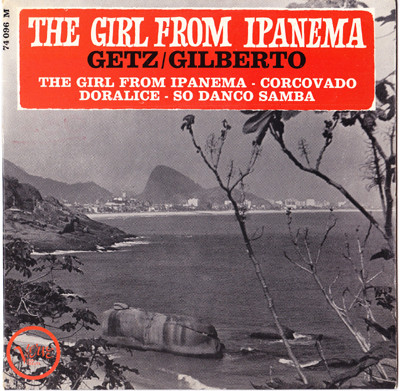 74 096 M
THE GIRL FROM IPANEMA
GETZ/GILBERTO
THE GIRL FROM IPANEMA - CORCOVADO
DORALICE - SO DANCO SAMBA
Verve